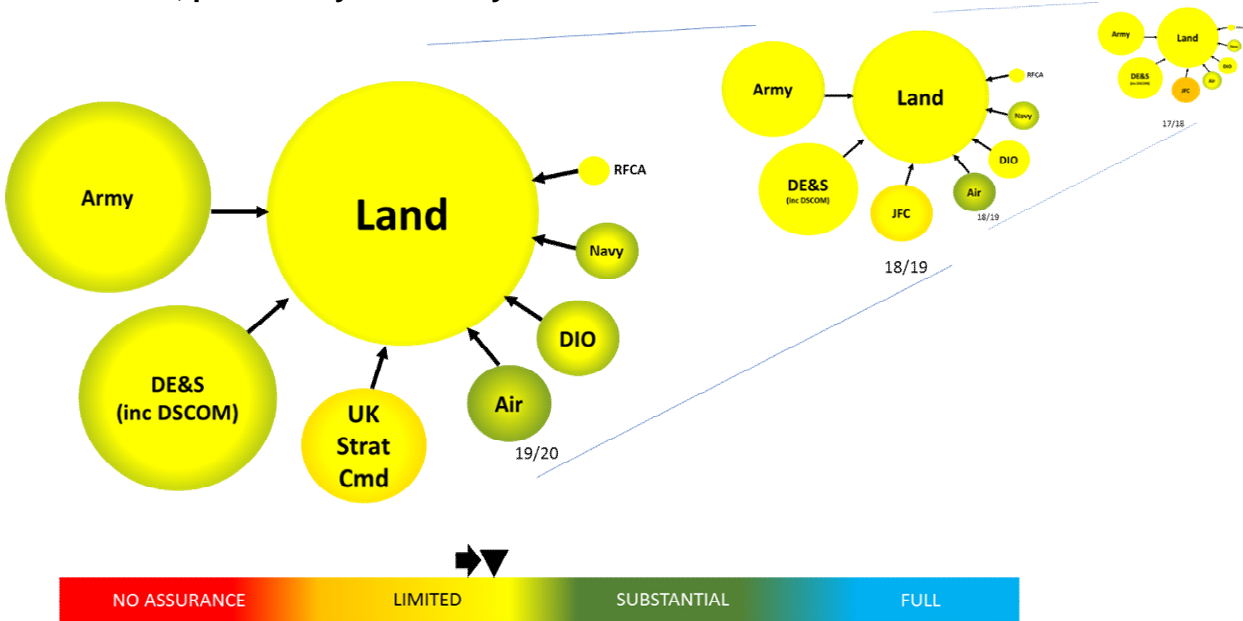 Army
Land
RFCA
Navy
DIO
Air
UK
Strat
Cmd
DE&S
(inc DSCOM)
19/20
Army
Land
RFCA
Navy
DIO
Air
18/19
JFC
DE&S
(inc DSCOM)
18/19
Army
Land
DIO
Air
JFC
DE&S
(inc DSCOM)
17/18
NO ASSURANCE
LIMITED
SUBSTANTIAL
FULL